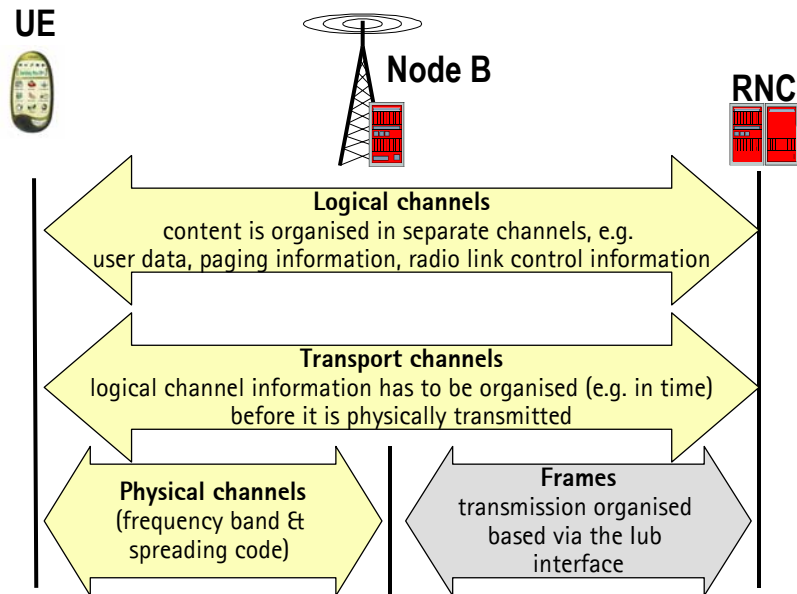 UE
Node B
RNC
Logical channels
content is organised in separate channels, e.g.
user data, paging information, radio link control information
Transport channels
logical channel information has to be organised (e.g. in time)
before it is physically transmitted
Physical channels
(frequency band &
spreading code)
Frames
transmission organised
based via the Iub
interface